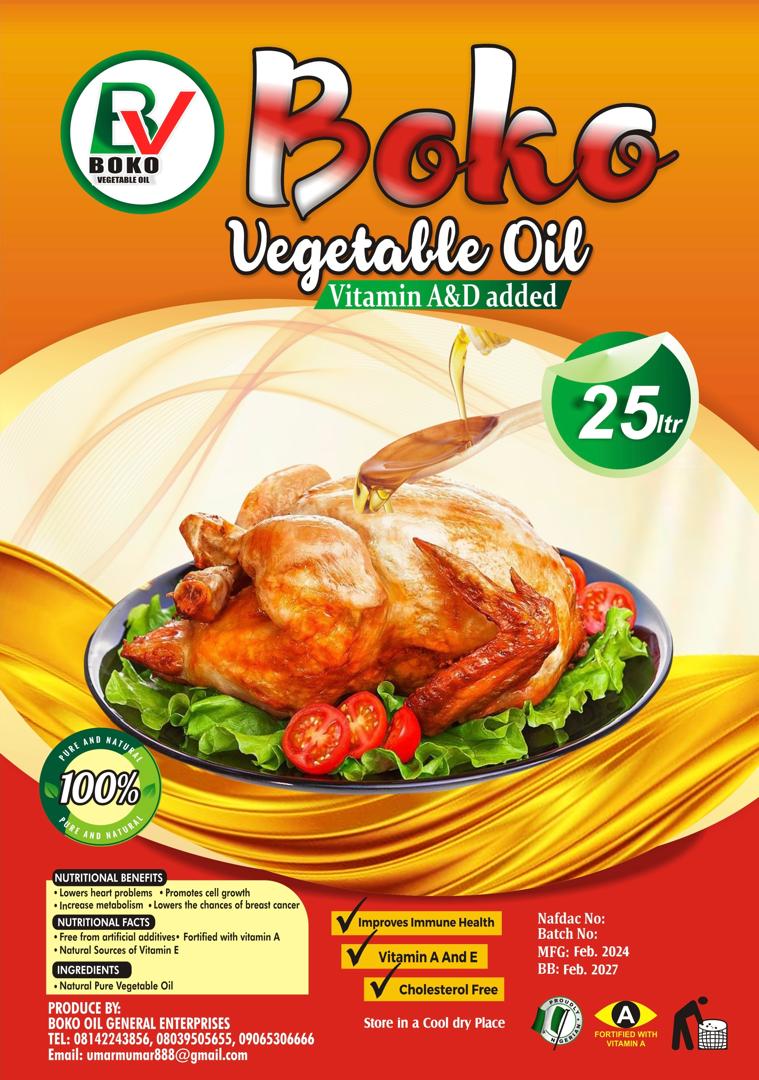 BV
BOKO
VEGETABLE OIL
Boko
Vegetable Oil
Vitamin A&D added
25ltr
PURE AND NATURAL
100%
PURE AND NATURAL
NUTRITIONAL BENEFITS
• Lowers heart problems • Promotes cell growth
• Increase metabolism • Lowers the chances of breast cancer
NUTRITIONAL FACTS
• Free from artificial additives • Fortified with vitamin A
• Natural Sources of Vitamin E
INGREDIENTS
• Natural Pure Vegetable Oil
PRODUCE BY:
BOKO OIL GENERAL ENTERPRISES
TEL: 08142243856, 08039505655, 09065306666
Email: umarmumar888@gmail.com
Improves Immune Health
Vitamin A And E
Cholesterol Free
Store in a Cool dry Place
Nafdac No:
Batch No:
MFG: Feb. 2024
BB: Feb. 2027
PROUDLY
NIGERIAN
A
FORTIFIED WITH
VITAMIN A